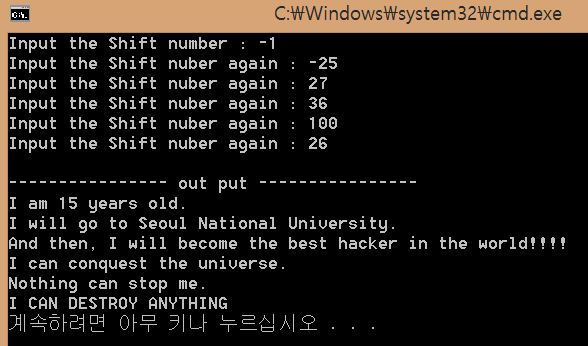 C:\Windows\system32\cmd.exe
Input the Shift number : -1
Input the Shift nuber again : -25
Input the Shift nuber again : 27
Input the Shift nuber again : 36
Input the Shift nuber again : 100
Input the Shift nuber again : 26
---------------- out put ----------------
I am 15 years old.
I will go to Seoul National University.
And then, I will become the best hacker in the world!!!!
I can conquest the universe.
Nothing can stop me.
I CAN DESTROY ANYTHING
계속하려면 아무 키나 누르십시오 . . .